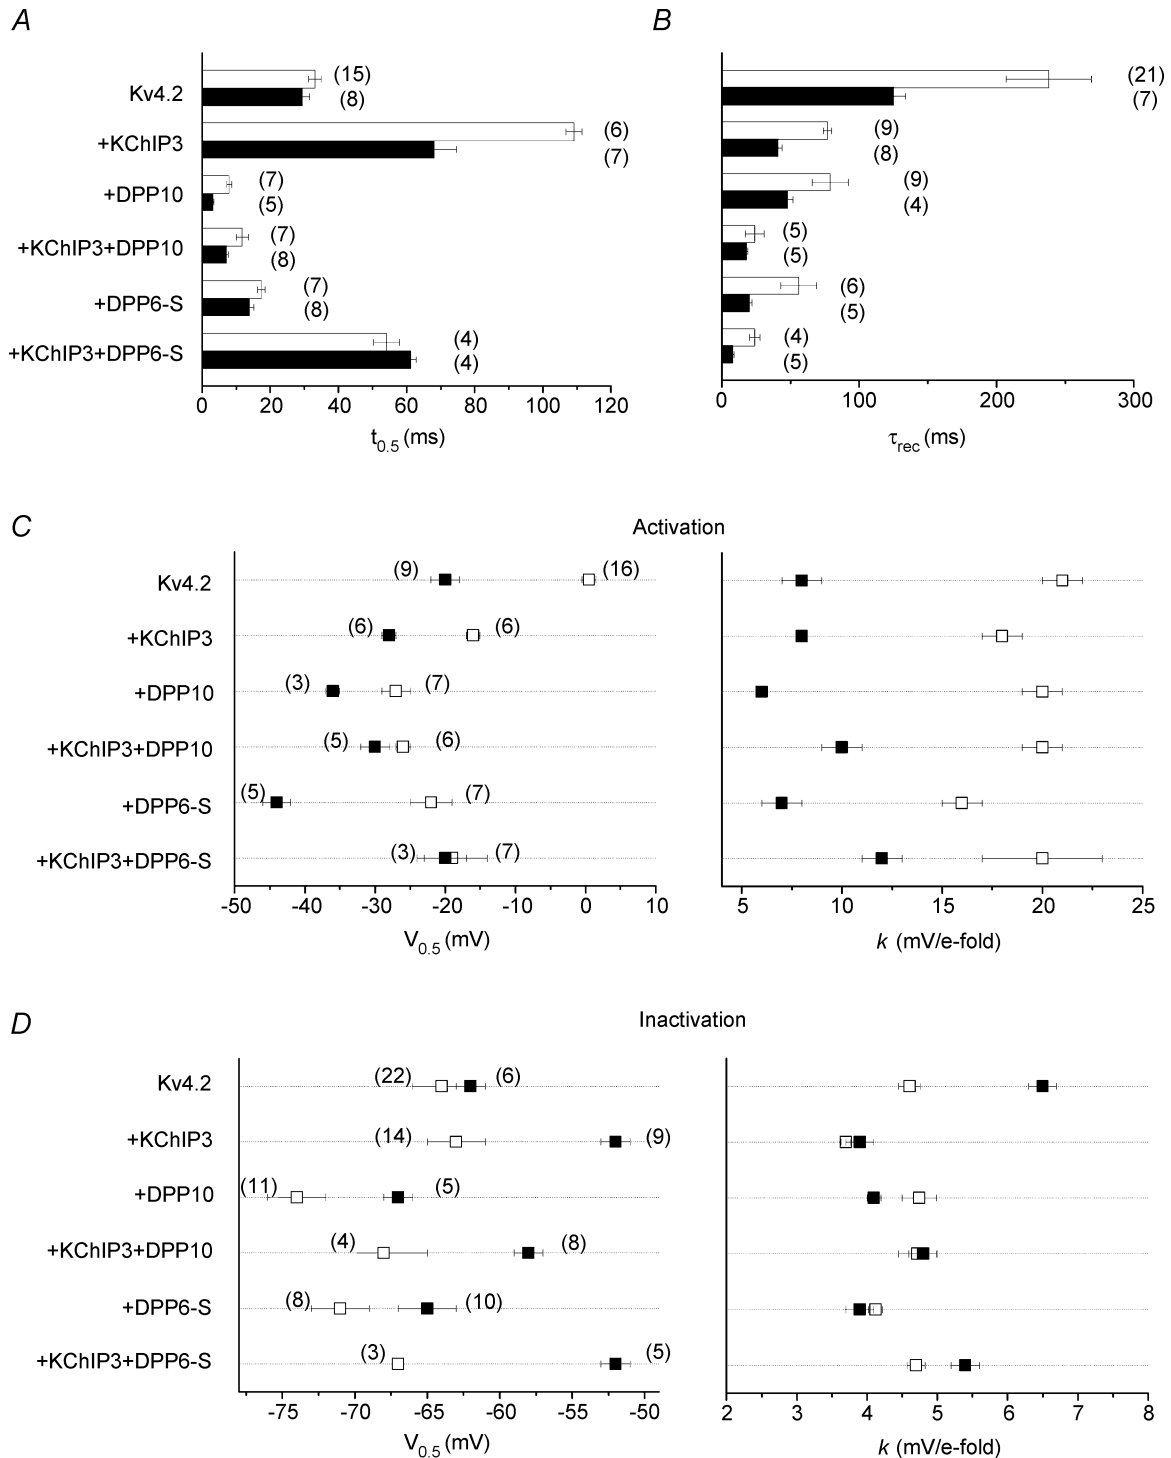 A
B
(15)
(8)
(6)
(7)
(7)
(5)
(7)
(8)
(7)
(8)
(4)
(4)
Kv4.2
+KChIP3
+DPP10
+KChIP3+DPP10
+DPP6-S
+KChIP3+DPP6-S
0 20 40 60 80 100 120
t0.5 (ms)
(21)
(7)
(9)
(8)
(9)
(4)
(5)
(5)
(6)
(5)
(4)
(5)
0 100 200 300
τrec (ms)
C
Activation
Kv4.2 (9) (16)
+KChIP3 (6) (6)
+DPP10 (3) (7)
+KChIP3+DPP10 (5) (6)
+DPP6-S (5) (7)
+KChIP3+DPP6-S (3) (7)
-50 -40 -30 -20 -10 0 10
V0.5 (mV)
5 10 15 20 25
k (mV/e-fold)
D
Inactivation
Kv4.2 (22) (6)
+KChIP3 (14) (9)
+DPP10 (11) (5)
+KChIP3+DPP10 (4) (8)
+DPP6-S (8) (10)
+KChIP3+DPP6-S (3) (5)
-75 -70 -65 -60 -55 -50
V0.5 (mV)
2 3 4 5 6 7 8
k (mV/e-fold)